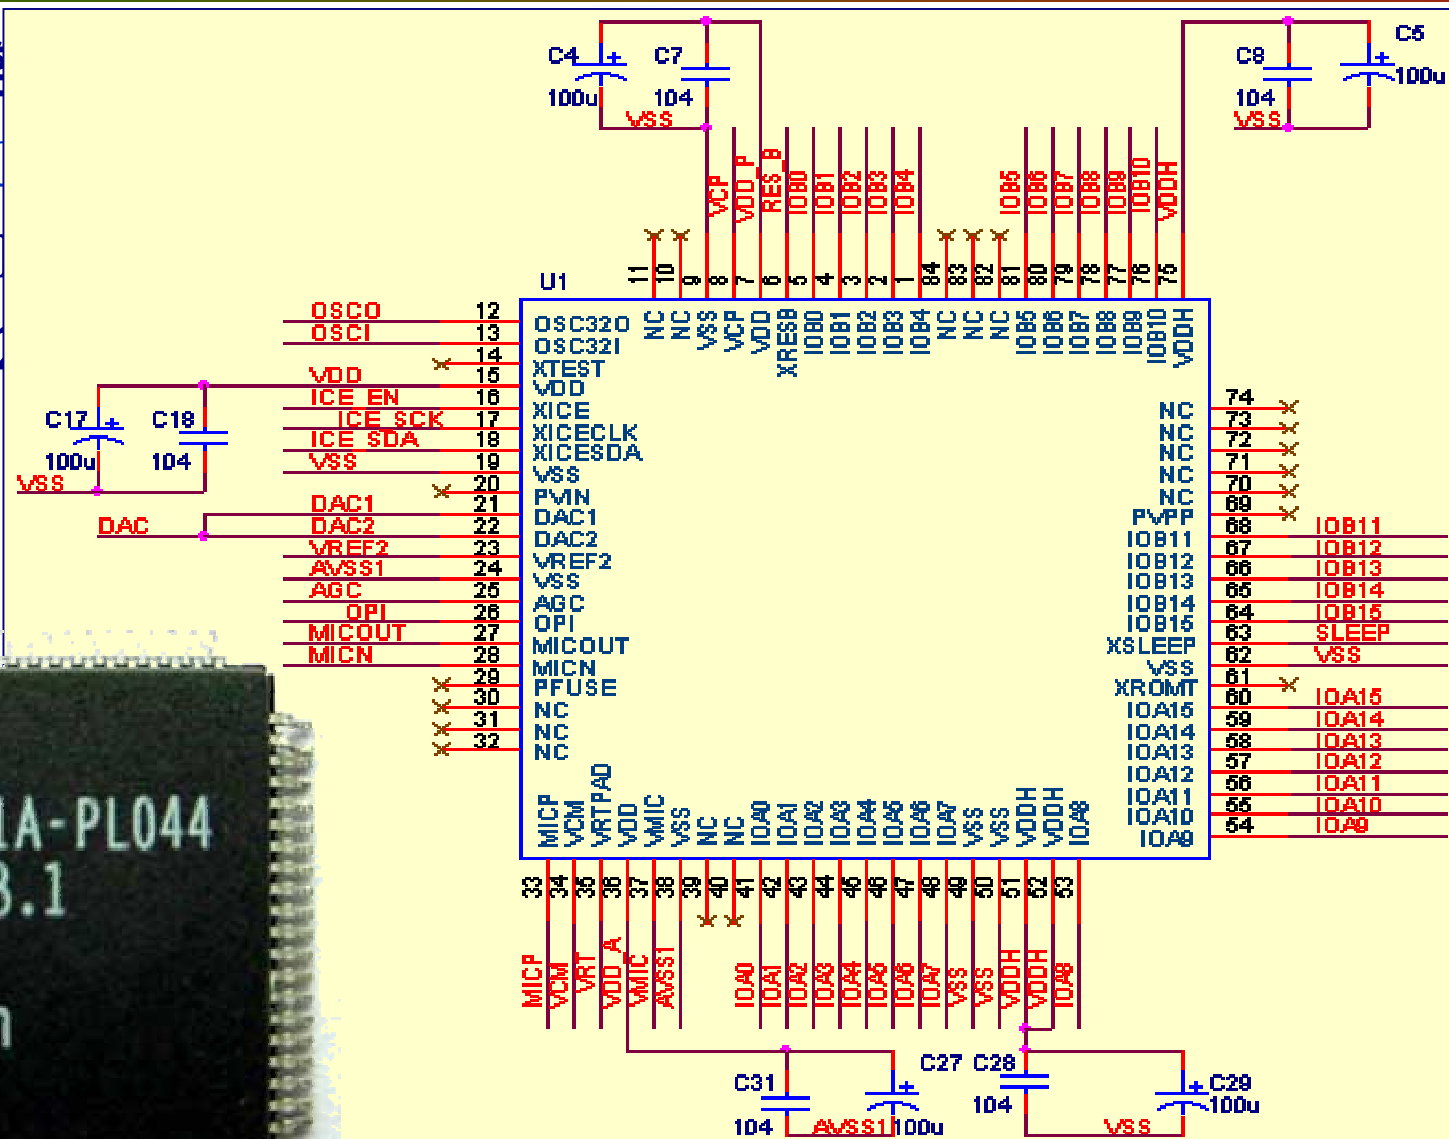 C4 + C7 C8 + C5
100u 104 104 100u
VSS VSS
VCP VDD_P RES_B IOB0 IOB1 IOB2 IOB3 IOB4 IOB5 IOB6 IOB7 IOB8 IOB9 IOB10 VDDH
11 10 9 8 7 6 5 4 3 2 1 84 83 82 81 80 79 78 77 76 75
U1
NC NC VSS VCP VDD XRESB IOB0 IOB1 IOB2 IOB3 IOB4 NC NC NC IOB5 IOB6 IOB7 IOB8 IOB9 IOB10 VDDH
OSCO 12 OSC32O
OSCI 13 OSC32I
14 XTEST
VDD 15 VDD
ICE_EN 16 XICE
ICE_SCK 17 XICECLK
ICE_SDA 18 XICESDA
VSS 19 VSS
20 PVIN
DAC1 21 DAC1
DAC2 22 DAC2
VREF2 23 VREF2
AVSS1 24 VSS
AGC 25 AGC
OPI 26 OPI
MICOUT 27 MICOUT
MICN 28 MICN
29 PFUSE
30 NC
31 NC
32 NC
C17 + C18
100u 104
VSS
DAC
NC 74
NC 73
NC 72
NC 71
NC 70
PVPP 69
IOB11 68 IOB11
IOB12 67 IOB12
IOB13 66 IOB13
IOB14 65 IOB14
IOB15 64 IOB15
XSLEEP 63 SLEEP
VSS 62 VSS
XROMT 61
IOA15 60 IOA15
IOA14 59 IOA14
IOA13 58 IOA13
IOA12 57 IOA12
IOA11 56 IOA11
IOA10 55 IOA10
IOA9 54 IOA9
MICP VCM VRTPAD VDD VMIC VSS NC NC IOA0 IOA1 IOA2 IOA3 IOA4 IOA5 IOA6 IOA7 VSS VSS VDDH VDDH IOA8
33 34 35 36 37 38 39 40 41 42 43 44 45 46 47 48 49 50 51 52 53
MICP VCM VRT VDD_A VMIC AVSS1 IOA0 IOA1 IOA2 IOA3 IOA4 IOA5 IOA6 IOA7 VSS VSS VDDH VDDH IOA8
C31 + C27 C28 + C29
104 AVSS1 100u 104 VSS 100u
1A-PL044
3.1